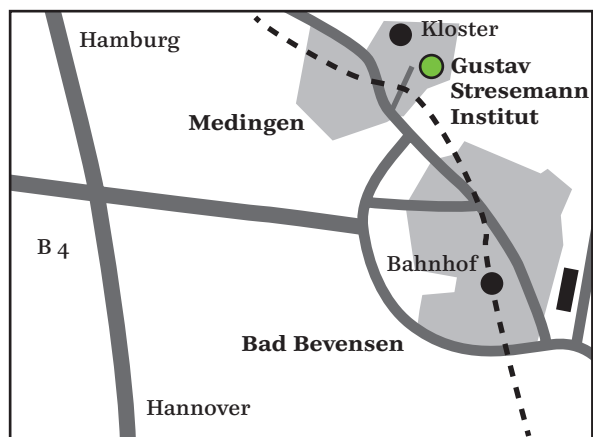 Hamburg
Kloster
Gustav
Stresemann
Institut
Medingen
B 4
Bahnhof
Bad Bevensen
Hannover